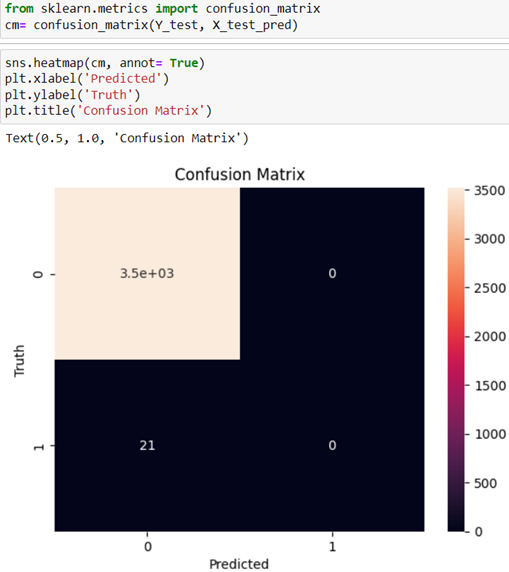 from sklearn.metrics import confusion_matrix
cm= confusion_matrix(Y_test, X_test_pred)
sns.heatmap(cm, annot= True)
plt.xlabel('Predicted')
plt.ylabel('Truth')
plt.title('Confusion Matrix')
Text(0.5, 1.0, 'Confusion Matrix')
Confusion Matrix
3500
3000
2500
2000
1500
1000
500
0
Truth
0
3.5e+03
0
1
21
0
0
1
Predicted